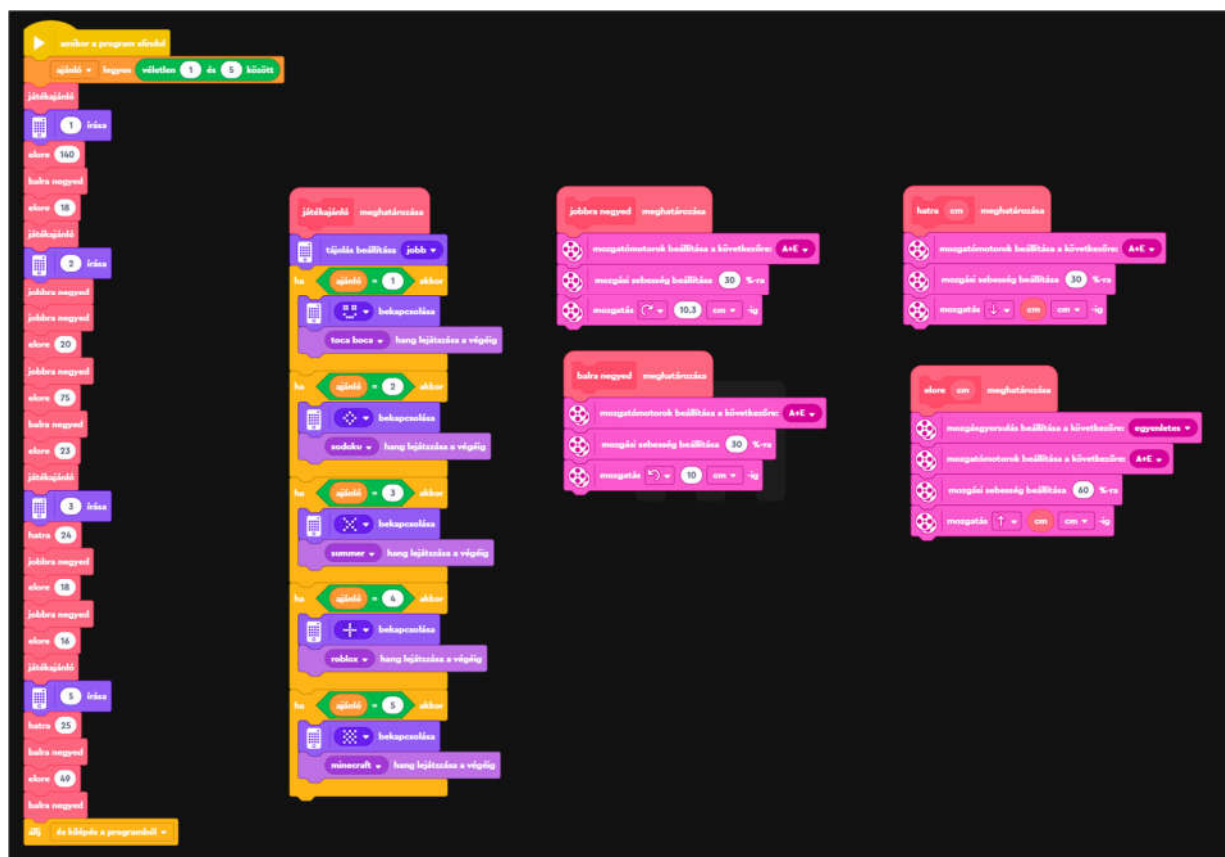 amikor a program elindul
ajánló legyen véletlen 1 és 5 között
játékajánló
1 írása
elore 140
balra negyed
elore 18
játékajánló
2 írása
jobbra negyed
jobbra negyed
elore 20
jobbra negyed
elore 75
balra negyed
elore 23
játékajánló
3 írása
hatra 24
jobbra negyed
elore 18
jobbra negyed
elore 16
játékajánló
5 írása
hatra 25
balra negyed
elore 49
balra negyed
állj és kilépés a programból
játékajánló meghatározása
tájolás beállítása jobb
ha ajánló = 1 akkor
bekapcsolása
toca boca hang lejátszása a végéig
ha ajánló = 2 akkor
bekapcsolása
sodoku hang lejátszása a végéig
ha ajánló = 3 akkor
bekapcsolása
summer hang lejátszása a végéig
ha ajánló = 4 akkor
bekapcsolása
roblox hang lejátszása a végéig
ha ajánló = 5 akkor
bekapcsolása
minecraft hang lejátszása a végéig
jobbra negyed meghatározása
mozgatómotorok beállítása a következőre: A+E
mozgási sebesség beállítása 30 %-ra
mozgatás 10,3 cm -ig
balra negyed meghatározása
mozgatómotorok beállítása a következőre: A+E
mozgási sebesség beállítása 30 %-ra
mozgatás 10 cm -ig
hatra cm meghatározása
mozgatómotorok beállítása a következőre: A+E
mozgási sebesség beállítása 30 %-ra
mozgatás cm cm -ig
elore cm meghatározása
mozgásgyorsulás beállítása a következőre: egyenletes
mozgatómotorok beállítása a következőre: A+E
mozgási sebesség beállítása 60 %-ra
mozgatás cm cm -ig